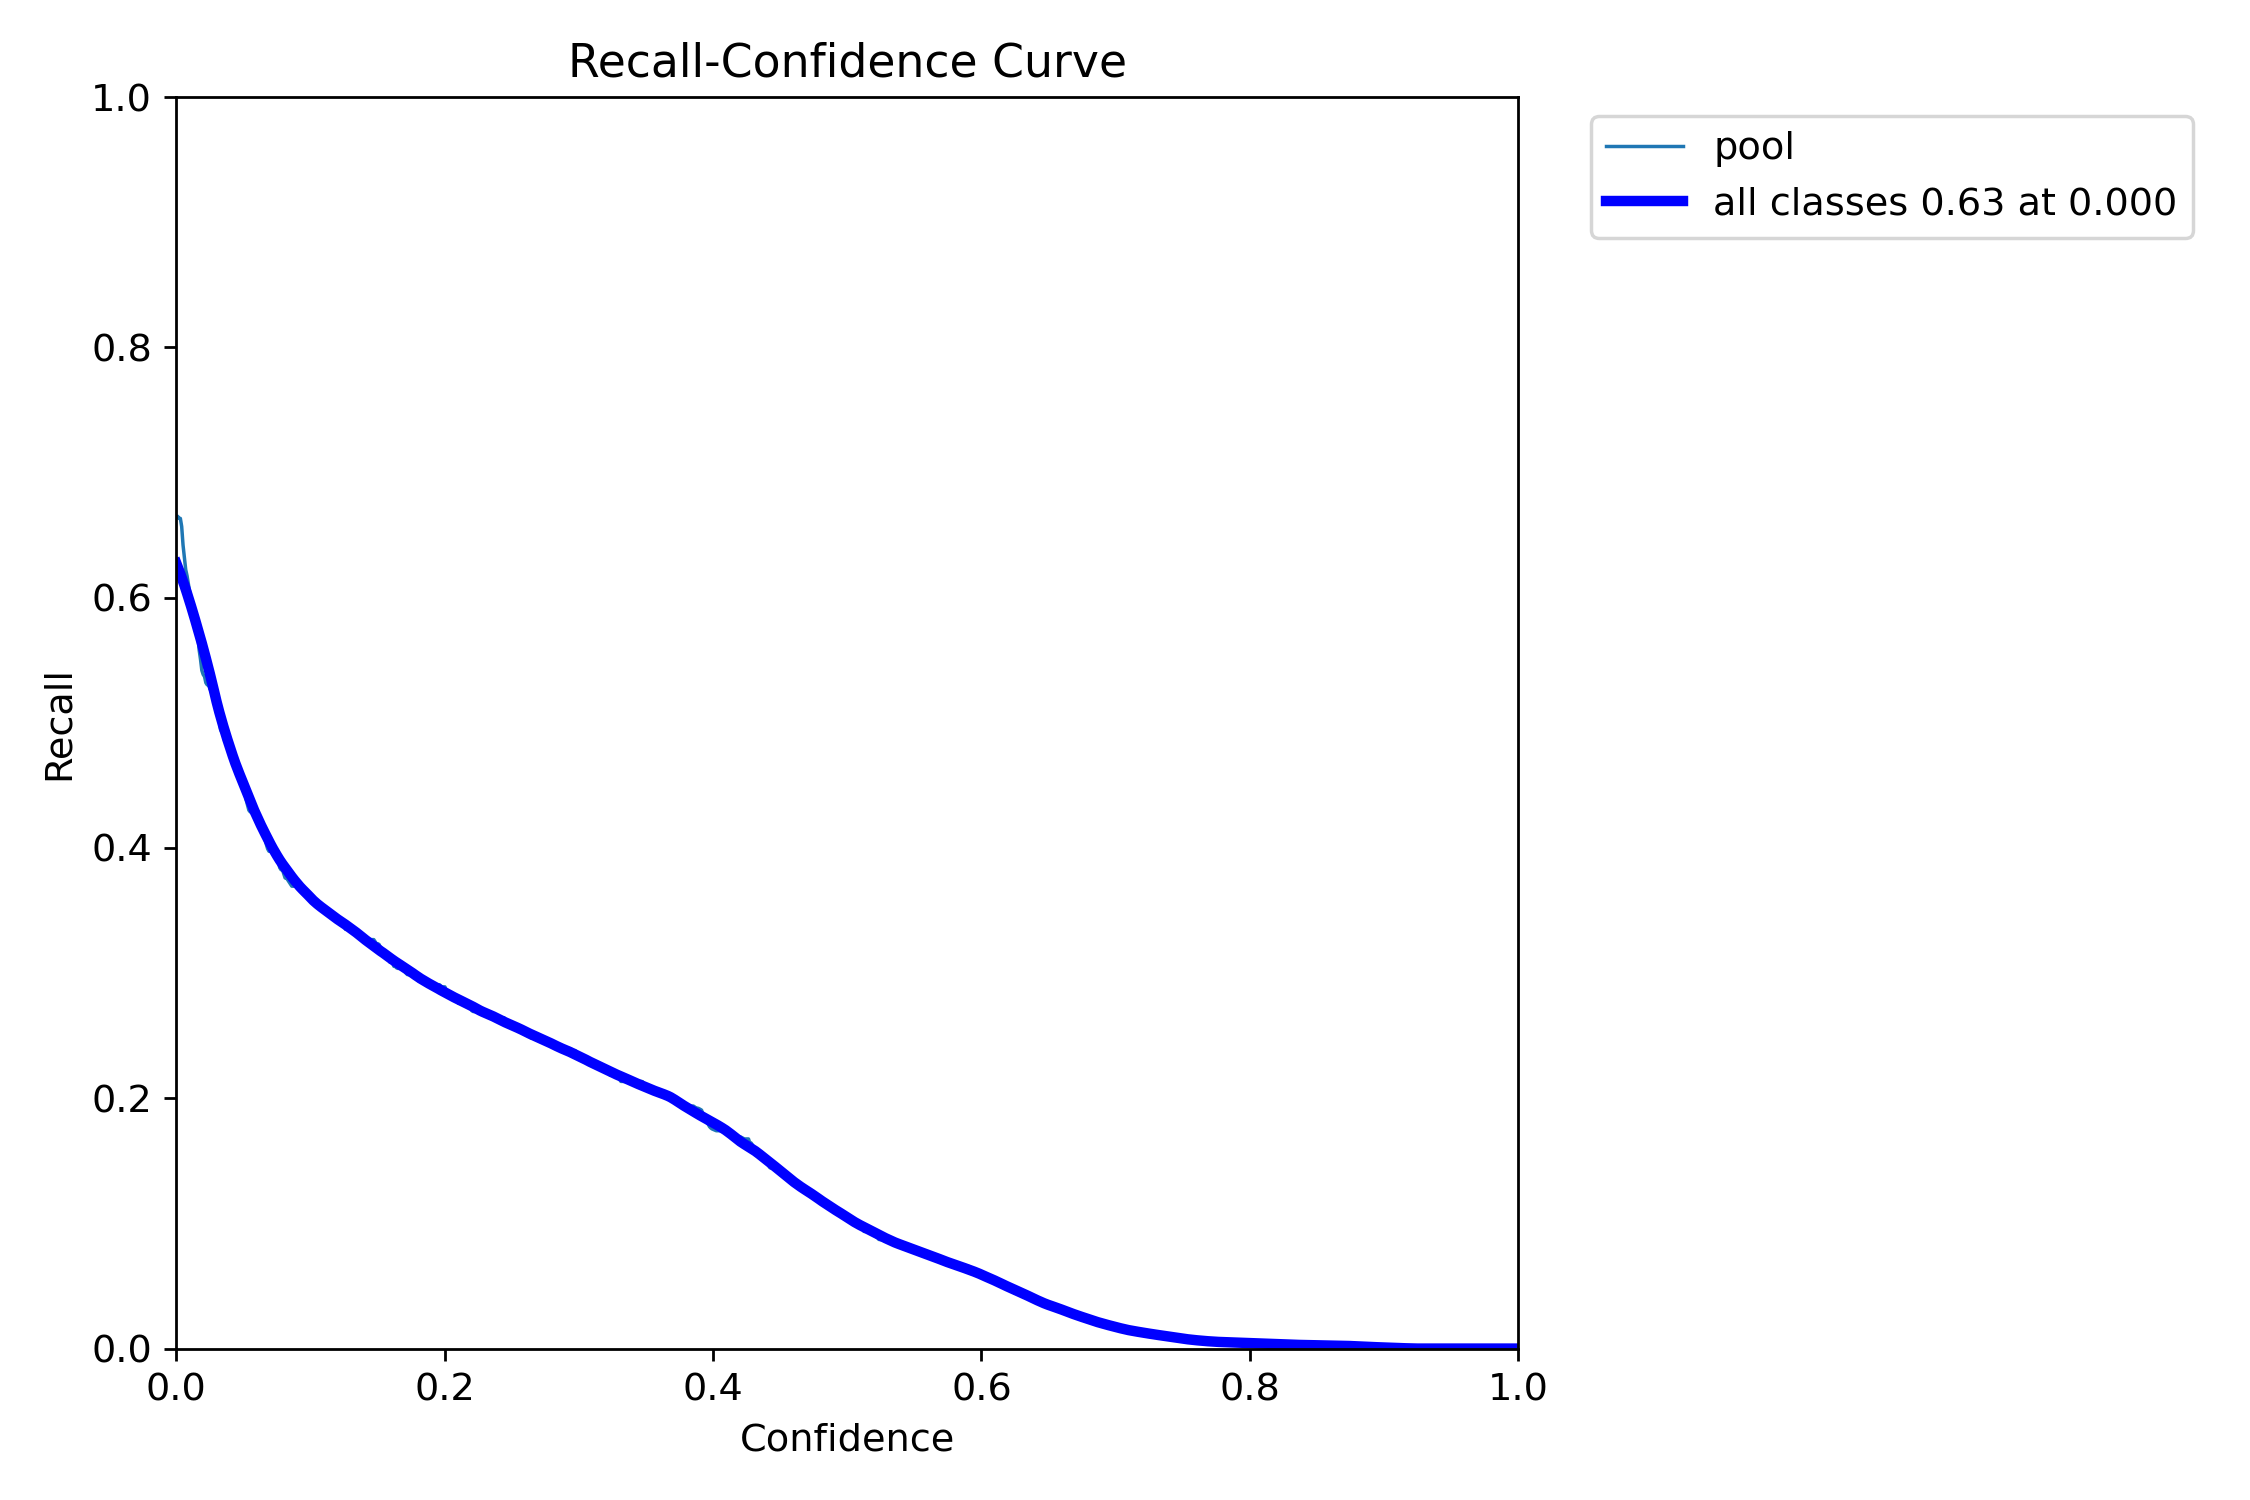 Recall-Confidence Curve
pool
all classes 0.63 at 0.000
1.0
0.8
0.6
0.4
0.2
0.0
Recall
0.0 0.2 0.4 0.6 0.8 1.0
Confidence